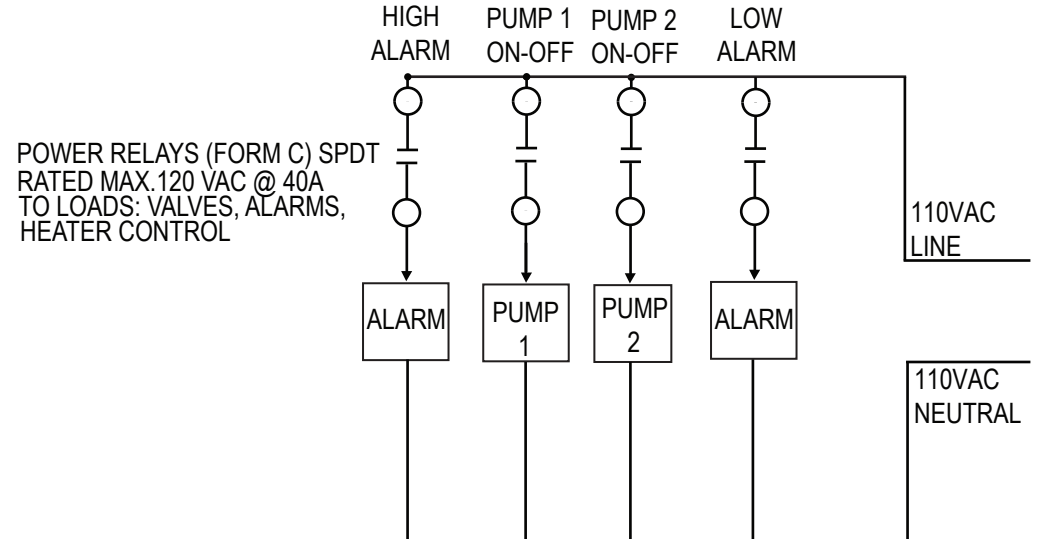 HIGH
ALARM
PUMP 1
ON-OFF
PUMP 2
ON-OFF
LOW
ALARM
POWER RELAYS (FORM C) SPDT
RATED MAX.120 VAC @ 40A
TO LOADS: VALVES, ALARMS,
HEATER CONTROL
110VAC
LINE
ALARM
PUMP
1
PUMP
2
ALARM
110VAC
NEUTRAL